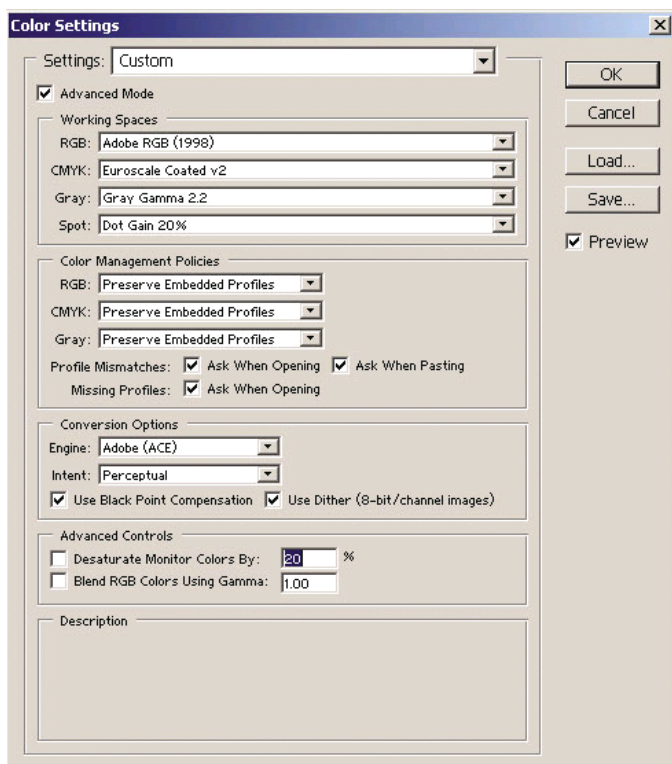 Color Settings
Settings: Custom
Advanced Mode
Working Spaces
RGB: Adobe RGB (1998)
CMYK: Euroscale Coated v2
Gray: Gray Gamma 2.2
Spot: Dot Gain 20%
Color Management Policies
RGB: Preserve Embedded Profiles
CMYK: Preserve Embedded Profiles
Gray: Preserve Embedded Profiles
Profile Mismatches: Ask When Opening Ask When Pasting
Missing Profiles: Ask When Opening
Conversion Options
Engine: Adobe (ACE)
Intent: Perceptual
Use Black Point Compensation Use Dither (8-bit/channel images)
Advanced Controls
Desaturate Monitor Colors By: 20 %
Blend RGB Colors Using Gamma: 1.00
Description
OK
Cancel
Load...
Save...
Preview